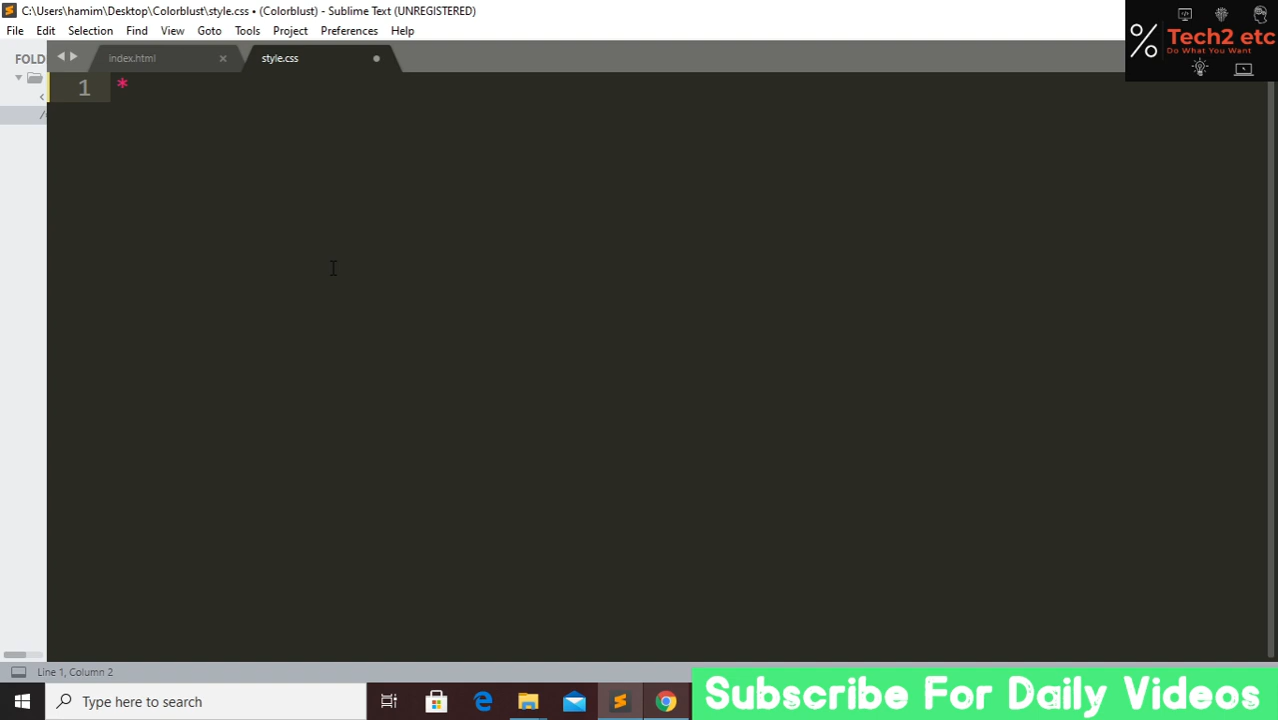 C:\Users\hamim\Desktop\Colorblust\style.css • (Colorblust) - Sublime Text (UNREGISTERED)
File Edit Selection Find View Goto Tools Project Preferences Help
Tech2 etc
Do What You Want
FOLD
index.html
style.css
1 *
Line 1, Column 2
Type here to search
Subscribe For Daily Videos